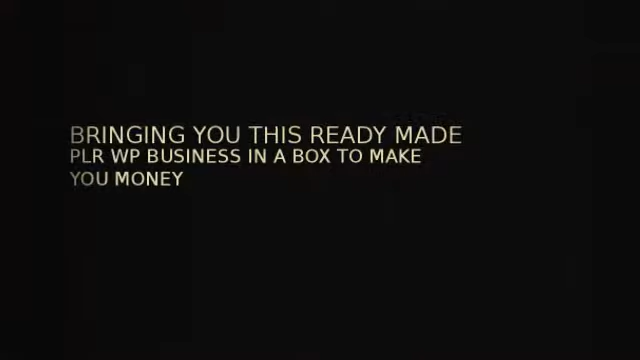 BRINGING YOU THIS READY MADE
PLR WP BUSINESS IN A BOX TO MAKE
YOU MONEY